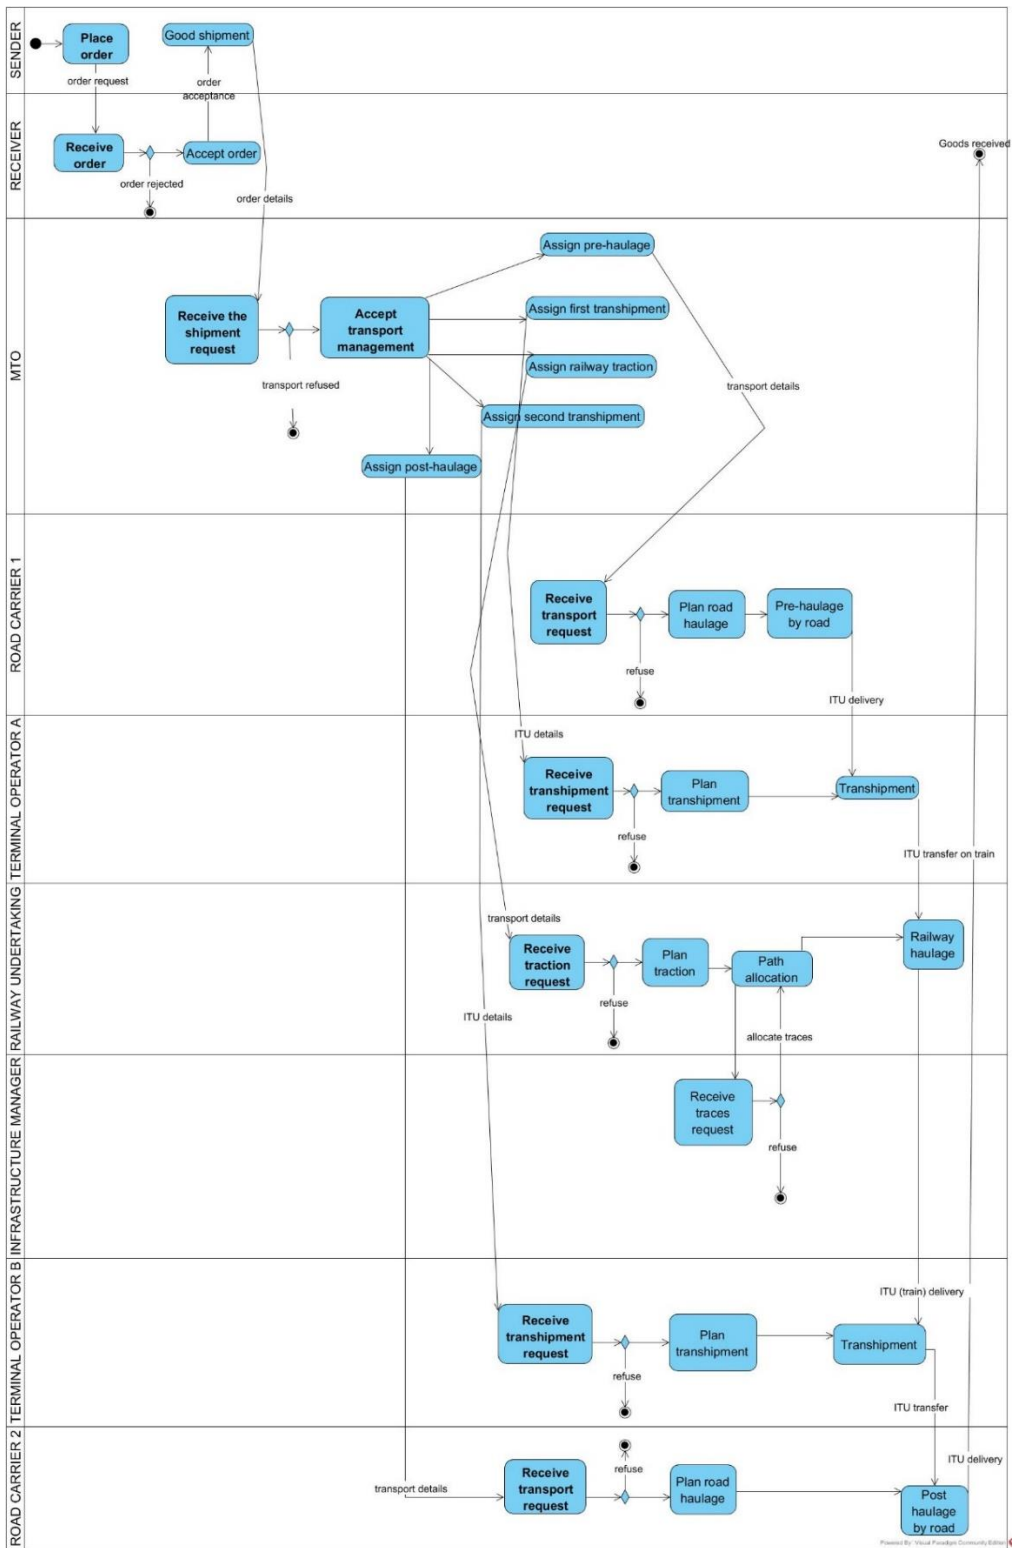 SENDER
Place
order
Good shipment
order request
order
acceptance
RECEIVER
Receive
order
Accept order
order rejected
order details
Goods received
MTO
Assign pre-haulage
Receive the
shipment
request
Accept
transport
management
Assign first transhipment
Assign railway traction
transport refused
transport details
Assign second transhipment
Assign post-haulage
ROAD CARRIER 1
Receive
transport
request
Plan road
haulage
Pre-haulage
by road
refuse
ITU delivery
TERMINAL OPERATOR A
ITU details
Receive
transhipment
request
Plan
transhipment
Transhipment
refuse
ITU transfer on train
RAILWAY UNDERTAKING
transport details
Receive
traction
request
Plan
traction
Path
allocation
Railway
haulage
refuse
ITU details
allocate traces
INFRASTRUCTURE MANAGER
Receive
traces
request
refuse
TERMINAL OPERATOR B
ITU (train) delivery
Receive
transhipment
request
Plan
transhipment
Transhipment
refuse
ITU transfer
ROAD CARRIER 2
ITU delivery
transport details
Receive
transport
request
refuse
Plan road
haulage
Post
haulage
by road
Powered By Visual Paradigm Community Edition